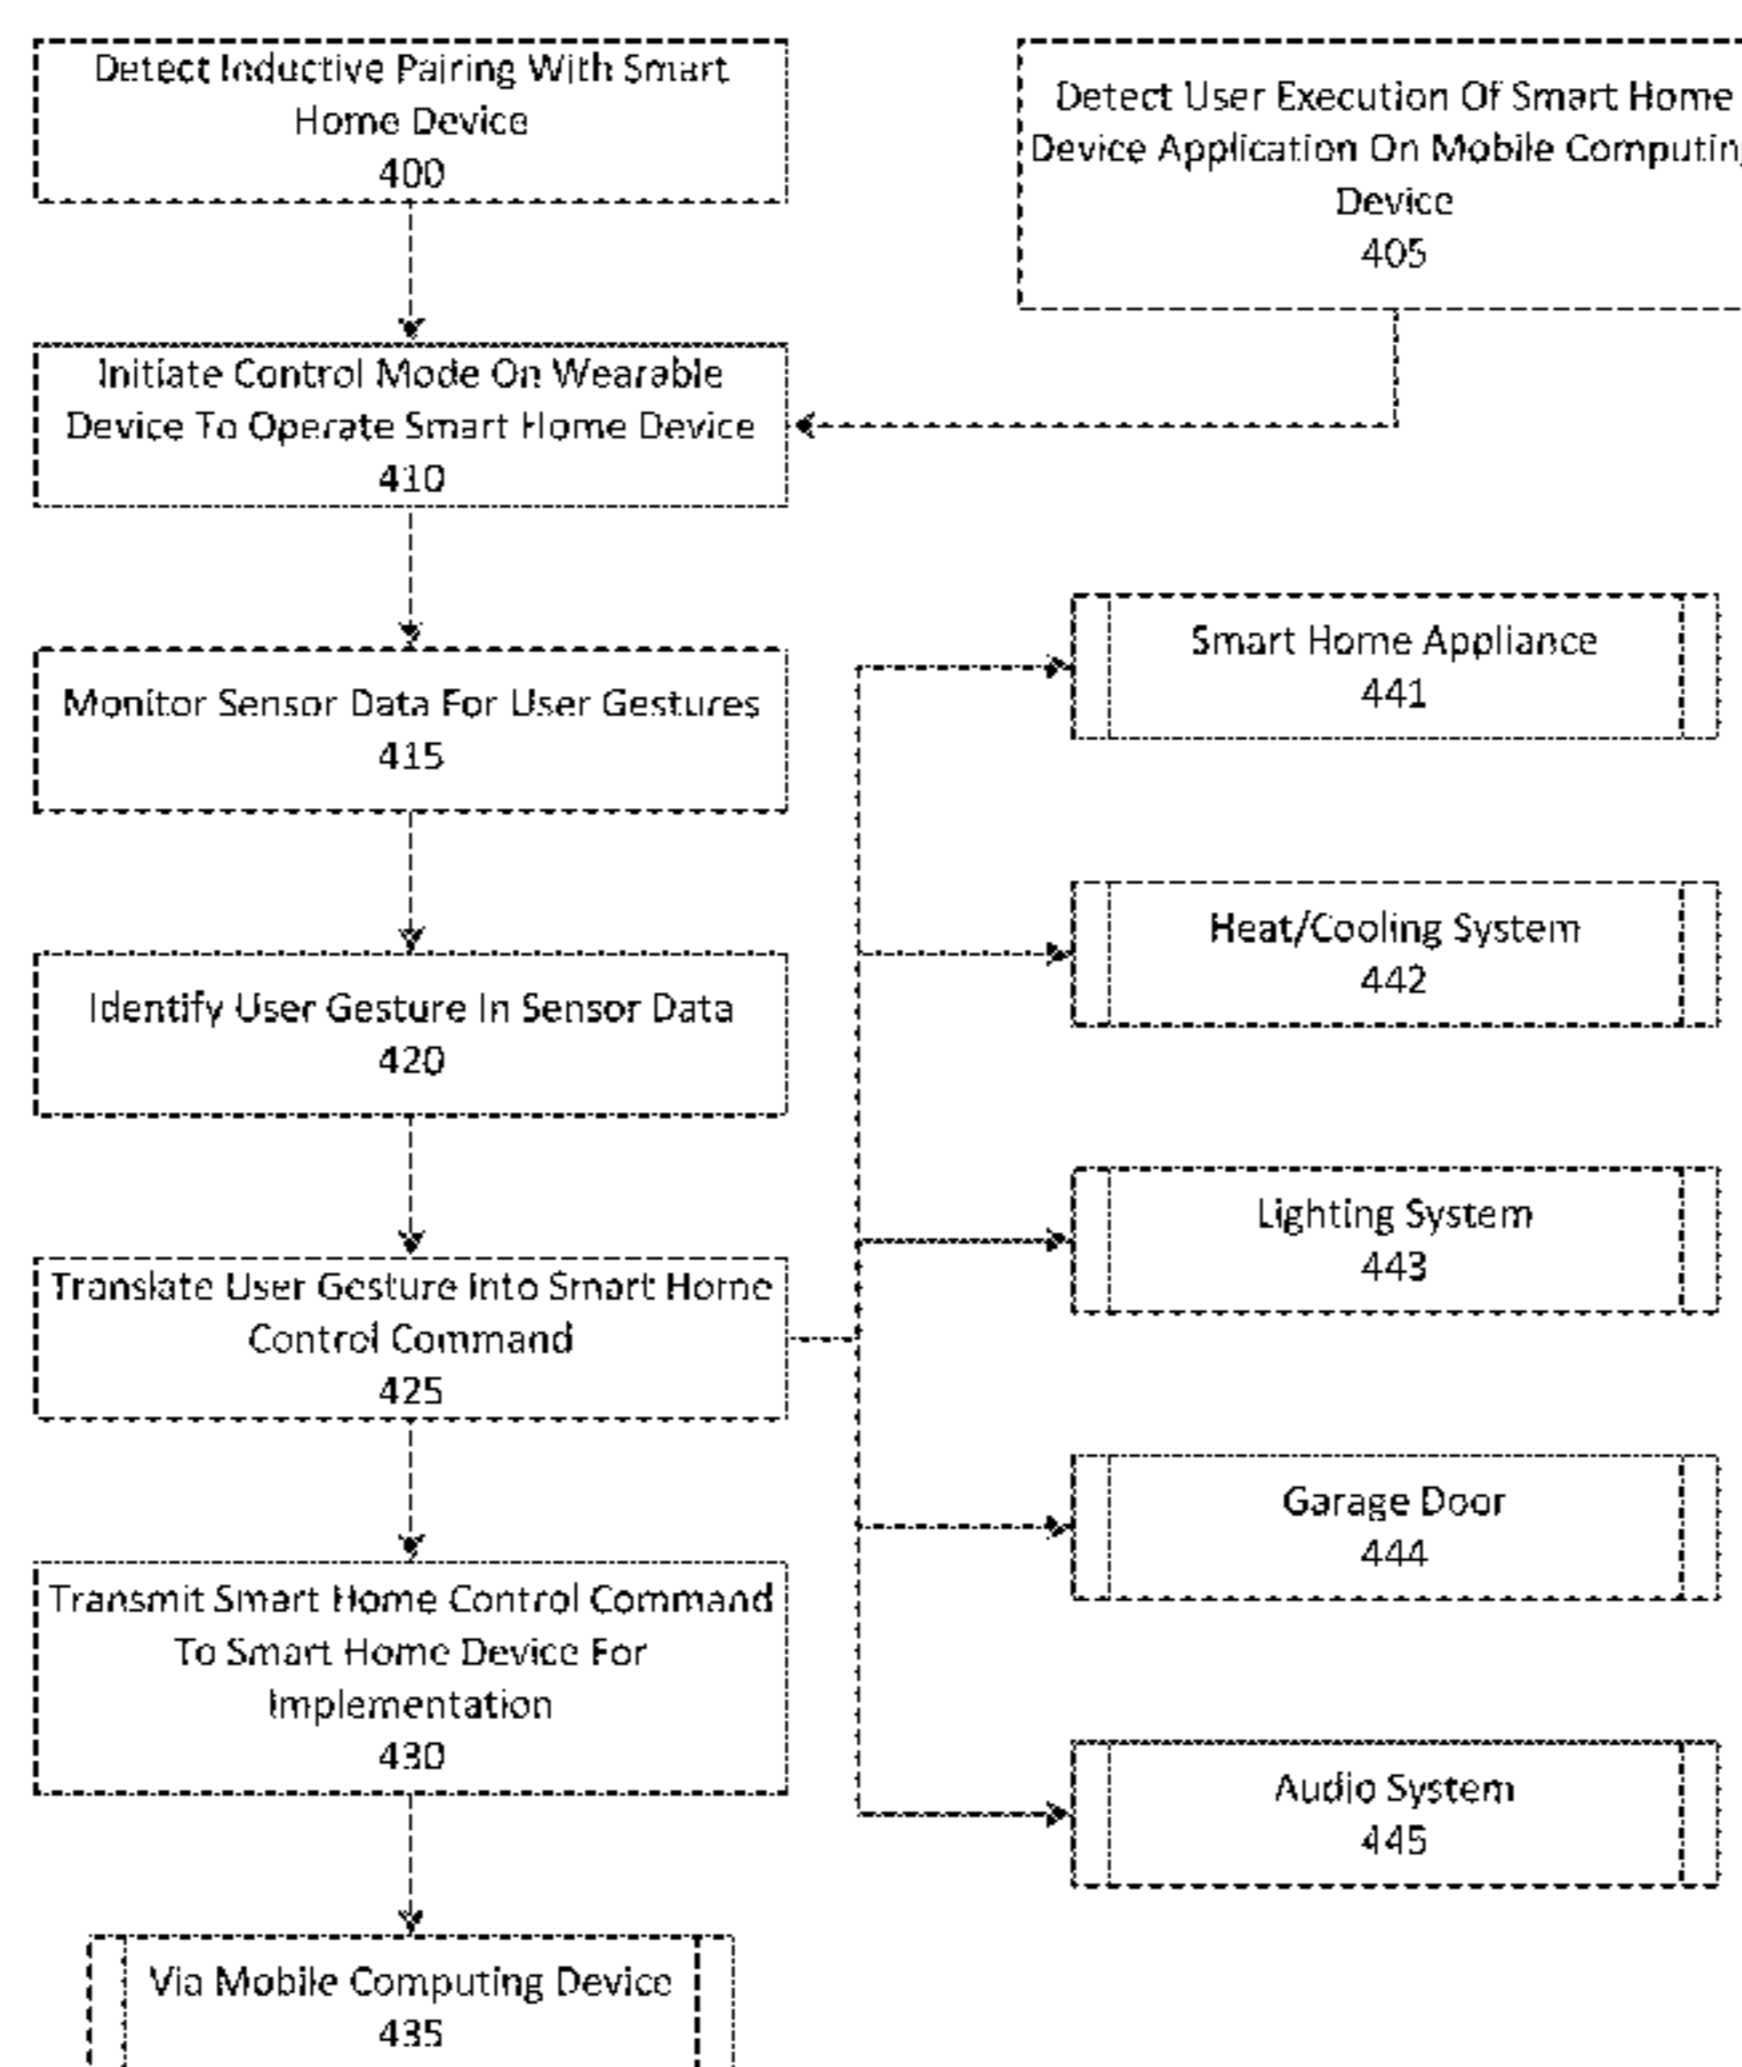 Detect Inductive Pairing With Smart
Home Device
400
Detect User Execution Of Smart Home
Device Application On Mobile Computing
Device
405
Initiate Control Mode On Wearable
Device To Operate Smart Home Device
410
Monitor Sensor Data For User Gestures
415
Identify User Gesture In Sensor Data
420
Translate User Gesture Into Smart Home
Control Command
425
Transmit Smart Home Control Command
To Smart Home Device For
Implementation
430
Via Mobile Computing Device
435
Smart Home Appliance
441
Heat/Cooling System
442
Lighting System
443
Garage Door
444
Audio System
445